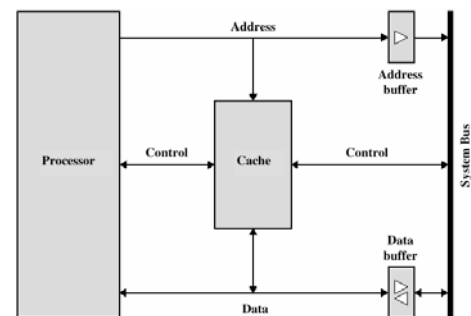 Address
Address
buffer
Processor
Control
Cache
Control
System Bus
Data
buffer
Data